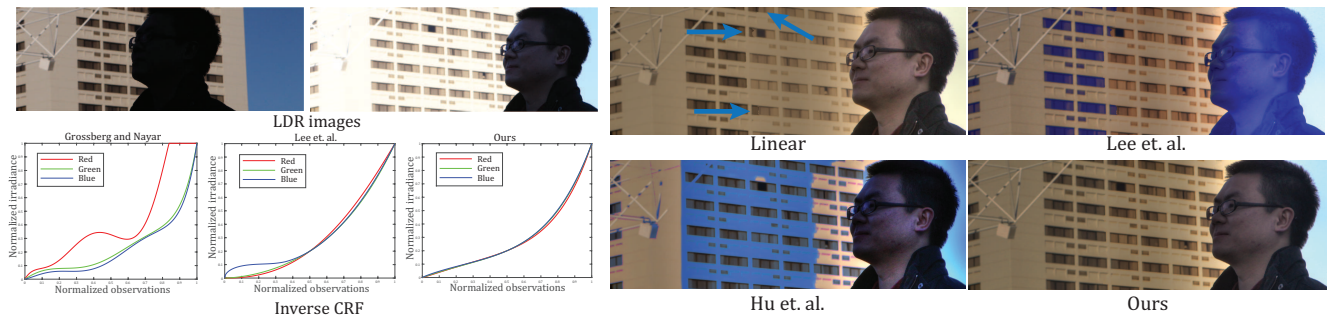 LDR images
Grossberg and Nayar
Lee et. al.
Ours
Normalized irradiance
Red
Green
Blue
Normalized observations
Normalized irradiance
Red
Green
Blue
Normalized observations
Normalized irradiance
Red
Green
Blue
Normalized observations
Inverse CRF
Linear
Lee et. al.
Hu et. al.
Ours